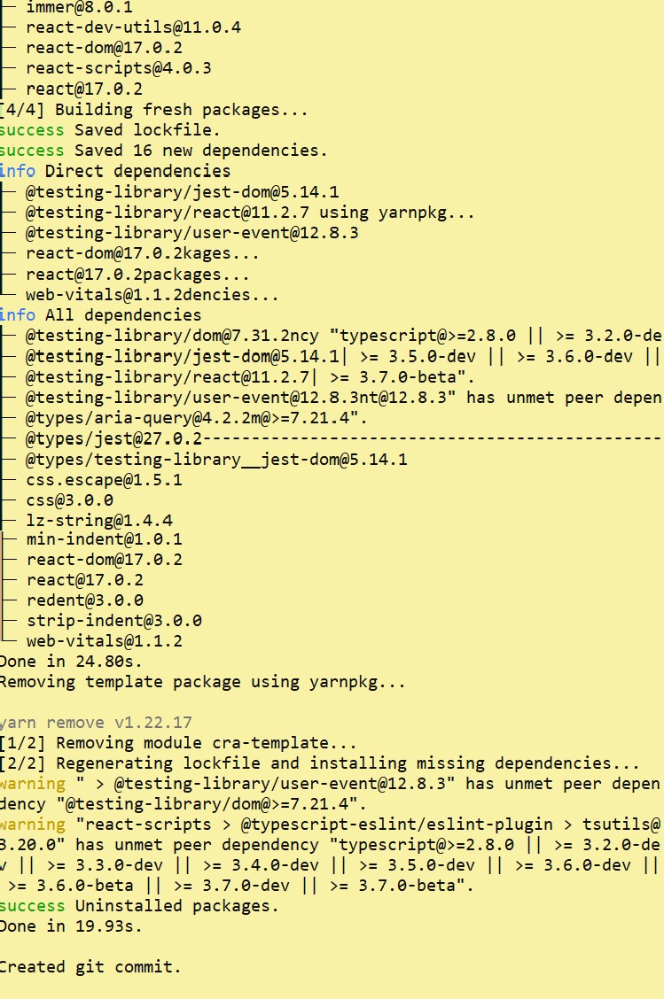 ├─ immer@8.0.1
├─ react-dev-utils@11.0.4
├─ react-dom@17.0.2
├─ react-scripts@4.0.3
├─ react@17.0.2
[4/4] Building fresh packages...
success Saved lockfile.
success Saved 16 new dependencies.
info Direct dependencies
├─ @testing-library/jest-dom@5.14.1
├─ @testing-library/react@11.2.7 using yarnpkg...
├─ @testing-library/user-event@12.8.3
├─ react-dom@17.0.2kages...
├─ react@17.0.2packages...
└─ web-vitals@1.1.2dencies...
info All dependencies
├─ @testing-library/dom@7.31.2ncy "typescript@>=2.8.0 || >= 3.2.0-de
├─ @testing-library/jest-dom@5.14.1| >= 3.5.0-dev || >= 3.6.0-dev ||
├─ @testing-library/react@11.2.7| >= 3.7.0-beta".
├─ @testing-library/user-event@12.8.3nt@12.8.3" has unmet peer depen
├─ @types/aria-query@4.2.2m@>=7.21.4".
├─ @types/jest@27.0.2-----------------------------------------------
├─ @types/testing-library__jest-dom@5.14.1
├─ css.escape@1.5.1
├─ css@3.0.0
├─ lz-string@1.4.4
├─ min-indent@1.0.1
├─ react-dom@17.0.2
├─ react@17.0.2
├─ redent@3.0.0
├─ strip-indent@3.0.0
└─ web-vitals@1.1.2
Done in 24.80s.
Removing template package using yarnpkg...
yarn remove v1.22.17
[1/2] Removing module cra-template...
[2/2] Regenerating lockfile and installing missing dependencies...
warning " > @testing-library/user-event@12.8.3" has unmet peer depen
dency "@testing-library/dom@>=7.21.4".
warning "react-scripts > @typescript-eslint/eslint-plugin > tsutils@
3.20.0" has unmet peer dependency "typescript@>=2.8.0 || >= 3.2.0-de
v || >= 3.3.0-dev || >= 3.4.0-dev || >= 3.5.0-dev || >= 3.6.0-dev ||
>= 3.6.0-beta || >= 3.7.0-dev || >= 3.7.0-beta".
success Uninstalled packages.
Done in 19.93s.
Created git commit.